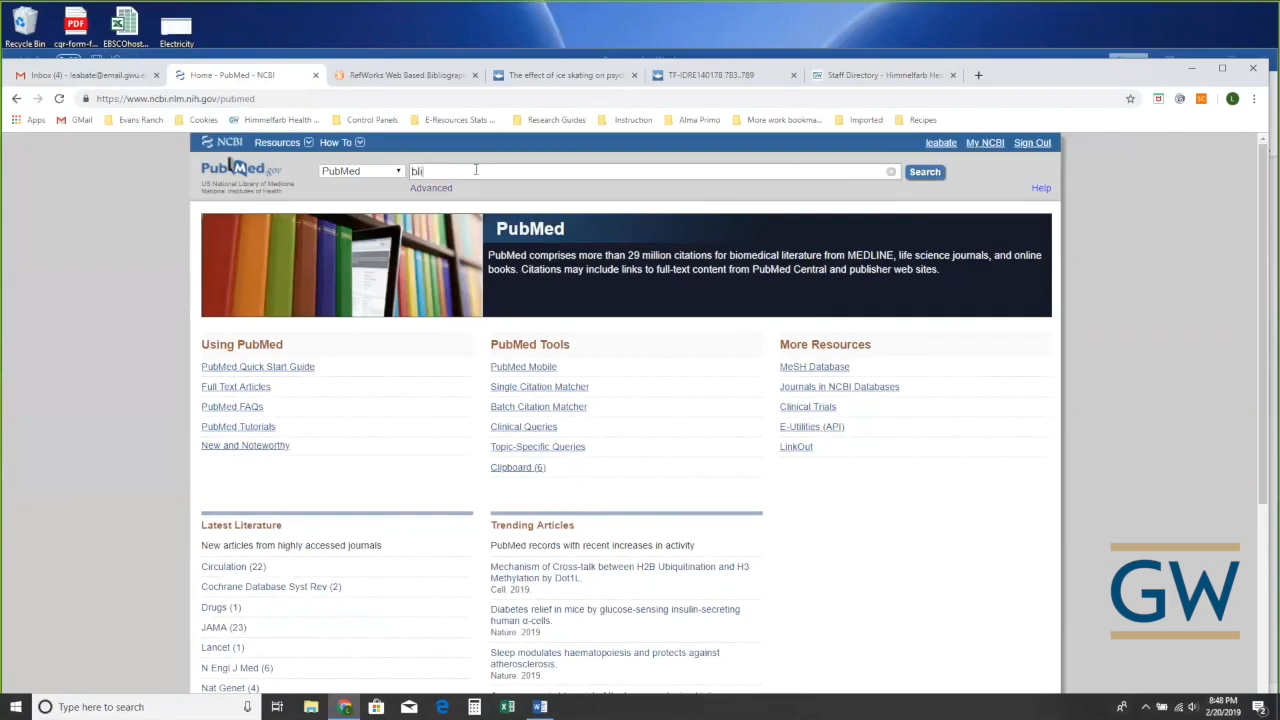 Recycle Bin
cgr-form-f...
EBSCOhost...
Electricity
Inbox (0) - leabate@email.gwu.e
Home - PubMed - NCBI
RefWorks Web Based Bibliograp
The effect of ice skating on psyc
TF-IDRE140178 783..789
Staff Directory - Himmelfarb He
https://www.ncbi.nlm.nih.gov/pubmed
Apps
GMail
Evans Ranch
Cookies
Himmelfarb Health ...
Control Panels
E-Resources Stats ...
Research Guides
Instruction
Alma Primo
More work bookma...
Imported
Recipes
NCBI
Resources
How To
leabate
My NCBI
Sign Out
PubMed.gov
US National Library of Medicine
National Institutes of Health
PubMed
bli
Search
Advanced
Help
PubMed
PubMed comprises more than 29 million citations for biomedical literature from MEDLINE, life science journals, and online
books. Citations may include links to full-text content from PubMed Central and publisher web sites.
Using PubMed
PubMed Quick Start Guide
Full Text Articles
PubMed FAQs
PubMed Tutorials
New and Noteworthy
PubMed Tools
PubMed Mobile
Single Citation Matcher
Batch Citation Matcher
Clinical Queries
Topic-Specific Queries
Clipboard (6)
More Resources
MeSH Database
Journals in NCBI Databases
Clinical Trials
E-Utilities (API)
LinkOut
Latest Literature
New articles from highly accessed journals
Circulation (22)
Cochrane Database Syst Rev (2)
Drugs (1)
JAMA (23)
Lancet (1)
N Engl J Med (6)
Nat Genet (4)
Trending Articles
PubMed records with recent increases in activity
Mechanism of Cross-talk between H2B Ubiquitination and H3
Methylation by Dot1L.
Cell. 2019.
Diabetes relief in mice by glucose-sensing insulin-secreting
human α-cells.
Nature. 2019.
Sleep modulates haematopoiesis and protects against
atherosclerosis.
Nature. 2019.
GW
Type here to search
8:48 PM
2/20/2019